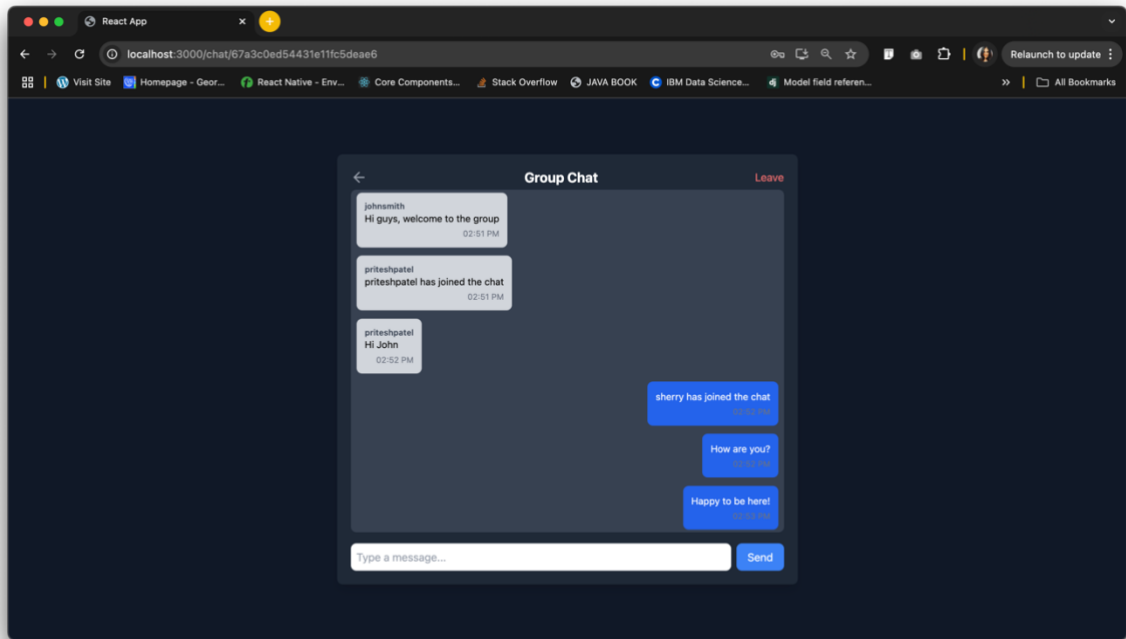 React App
localhost:3000/chat/67a3c0ed54431e11fc5deae6
Relaunch to update
Visit Site
Homepage - Geor...
React Native - Env...
Core Components...
Stack Overflow
JAVA BOOK
IBM Data Science...
Model field referen...
All Bookmarks
Group Chat
Leave
johnsmith
Hi guys, welcome to the group
02:51 PM
priteshpatel
priteshpatel has joined the chat
02:51 PM
priteshpatel
Hi John
02:52 PM
sherry has joined the chat
How are you?
Happy to be here!
Type a message...
Send